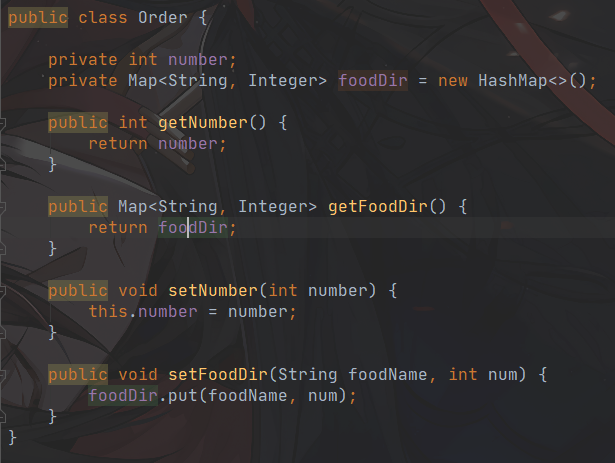 public class Order {
private int number;
private Map<String, Integer> foodDir = new HashMap<>();
public int getNumber() {
return number;
}
public Map<String, Integer> getFoodDir() {
return foodDir;
}
public void setNumber(int number) {
this.number = number;
}
public void setFoodDir(String foodName, int num) {
foodDir.put(foodName, num);
}
}